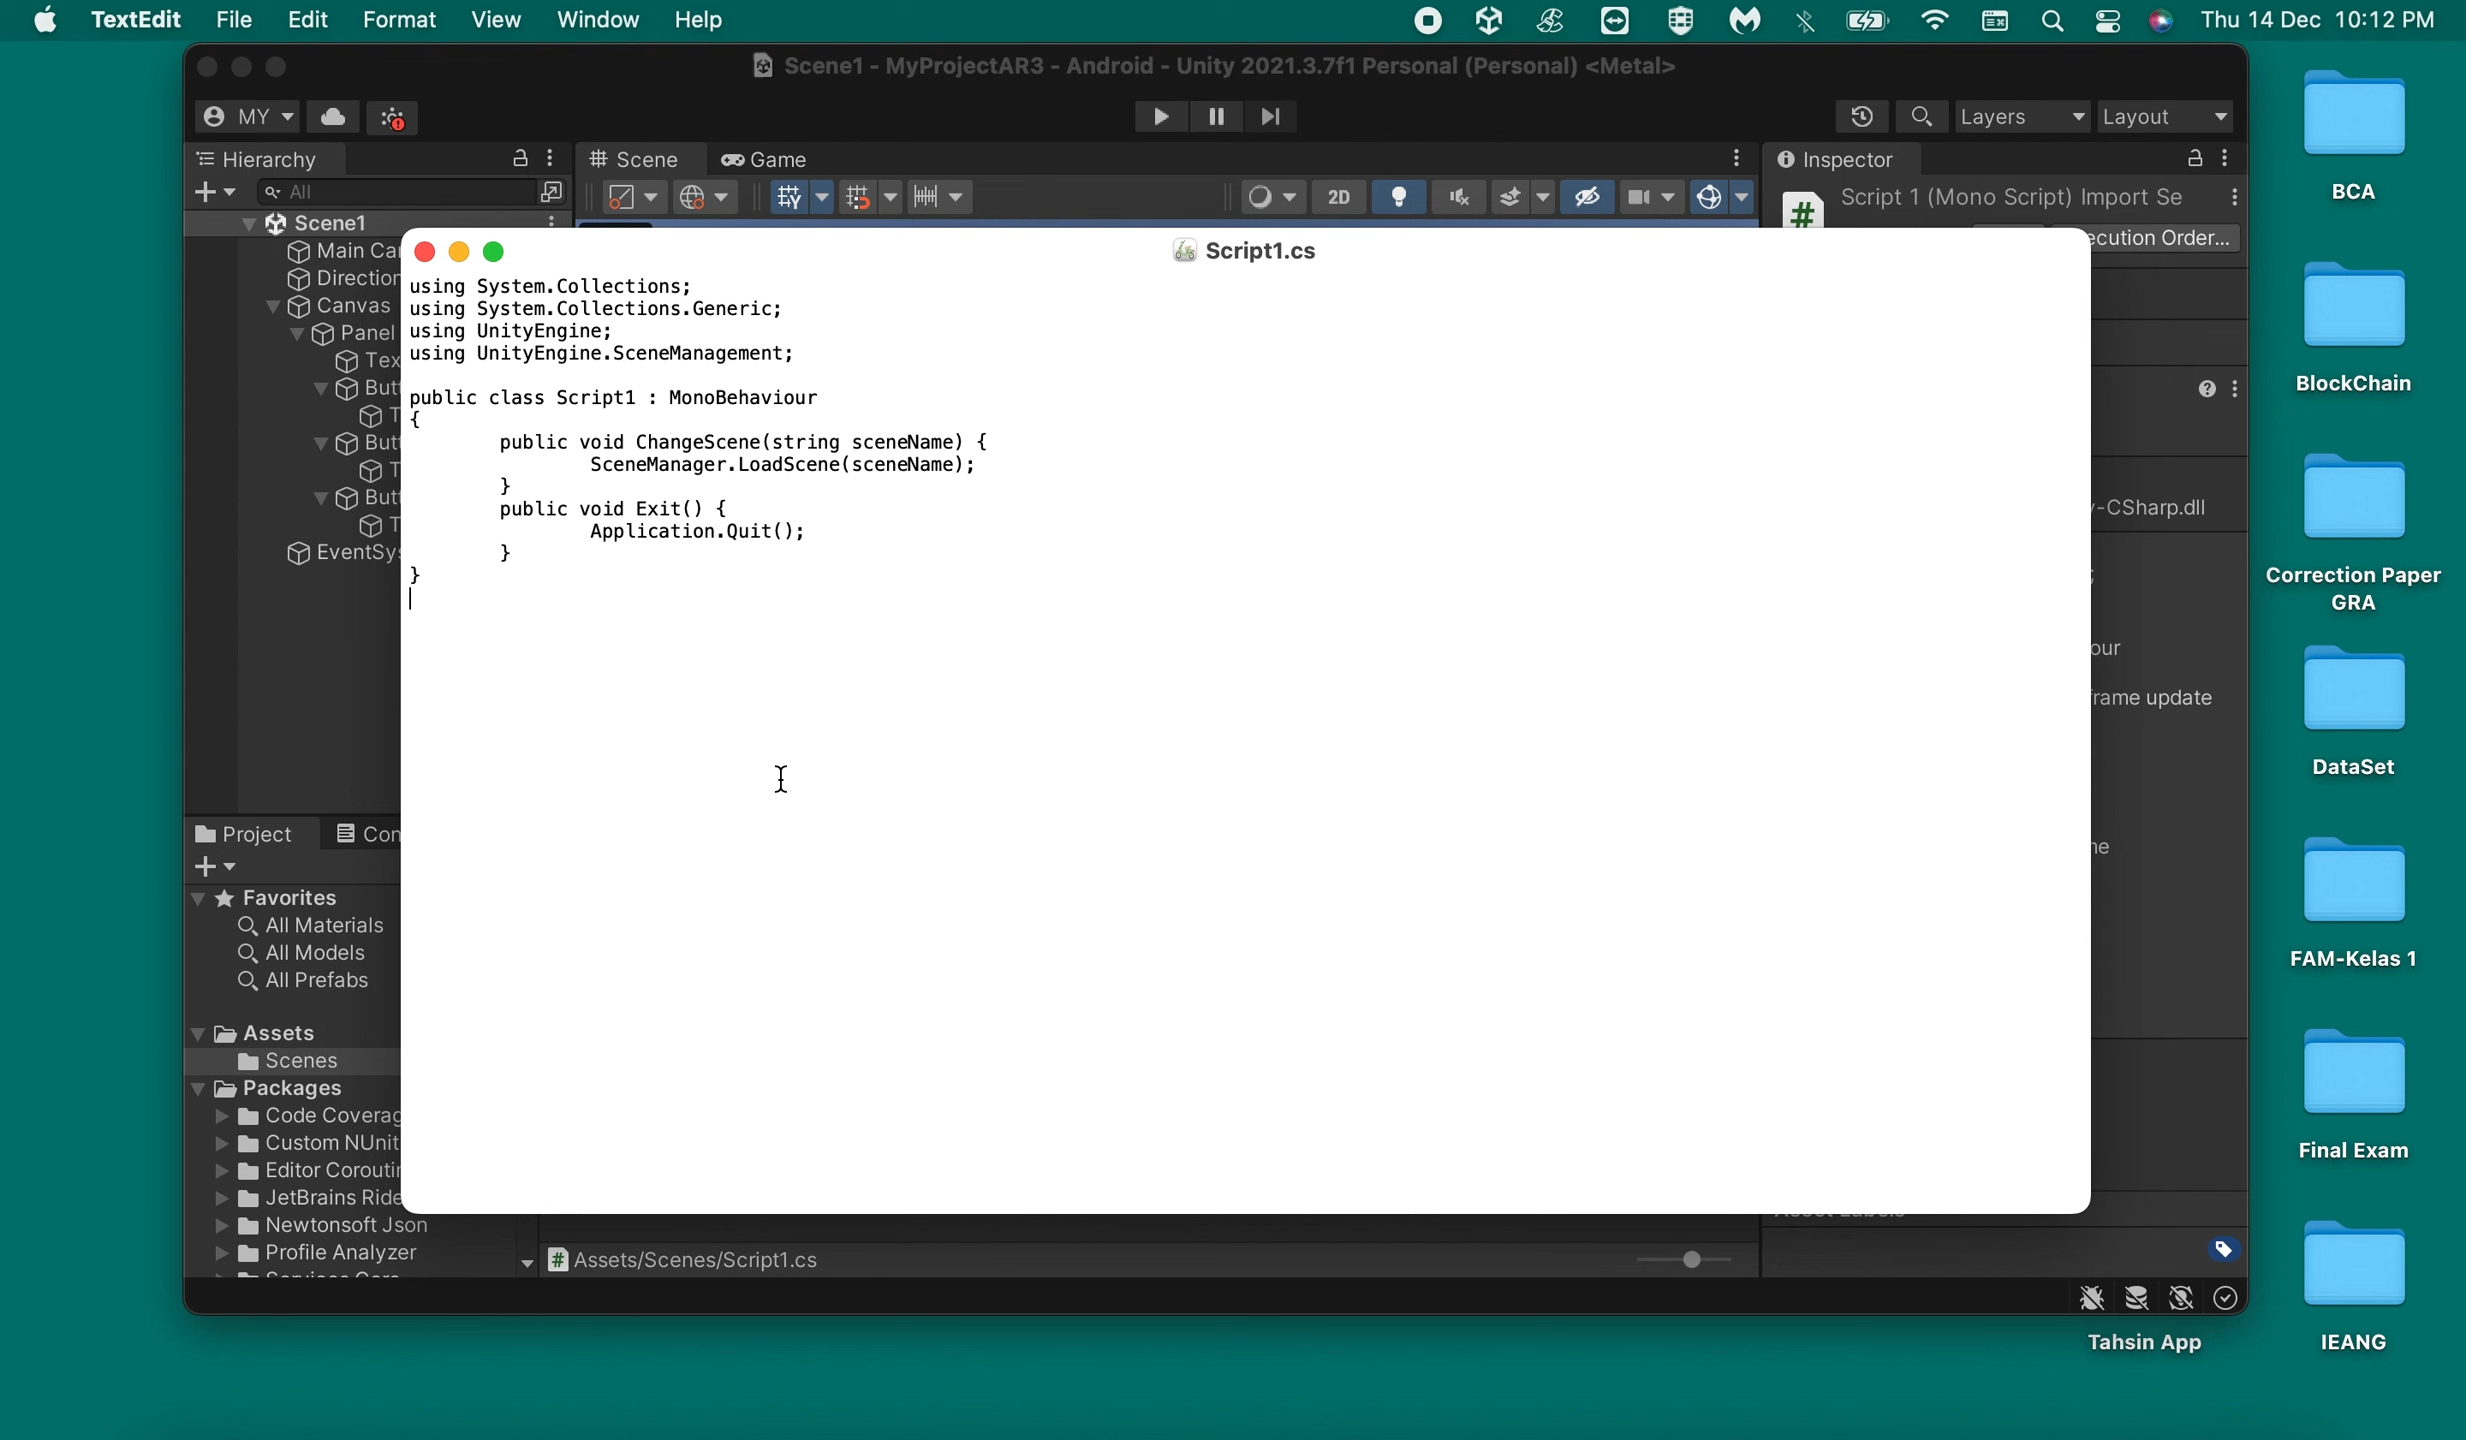 TextEdit File Edit Format View Window Help Thu 14 Dec 10:12 PM
Scene1 - MyProjectAR3 - Android - Unity 2021.3.7f1 Personal (Personal) <Metal>
MY Layers Layout
Hierarchy Scene Game Inspector
All 2D Script 1 (Mono Script) Import Se
ecution Order...
Scene1
Main Ca
Direction
Canvas
Panel
Tex
But
T
But
T
But
T
EventSys
Script1.cs
using System.Collections;
using System.Collections.Generic;
using UnityEngine;
using UnityEngine.SceneManagement;
public class Script1 : MonoBehaviour
{
public void ChangeScene(string sceneName) {
SceneManager.LoadScene(sceneName);
}
public void Exit() {
Application.Quit();
}
}
-CSharp.dll
our
frame update
ne
Project Con
Favorites
All Materials
All Models
All Prefabs
Assets
Scenes
Packages
Code Coverag
Custom NUnit
Editor Corouti
JetBrains Ride
Newtonsoft Json
Profile Analyzer
Assets/Scenes/Script1.cs
BCA
BlockChain
Correction Paper
GRA
DataSet
FAM-Kelas 1
Final Exam
Tahsin App
IEANG